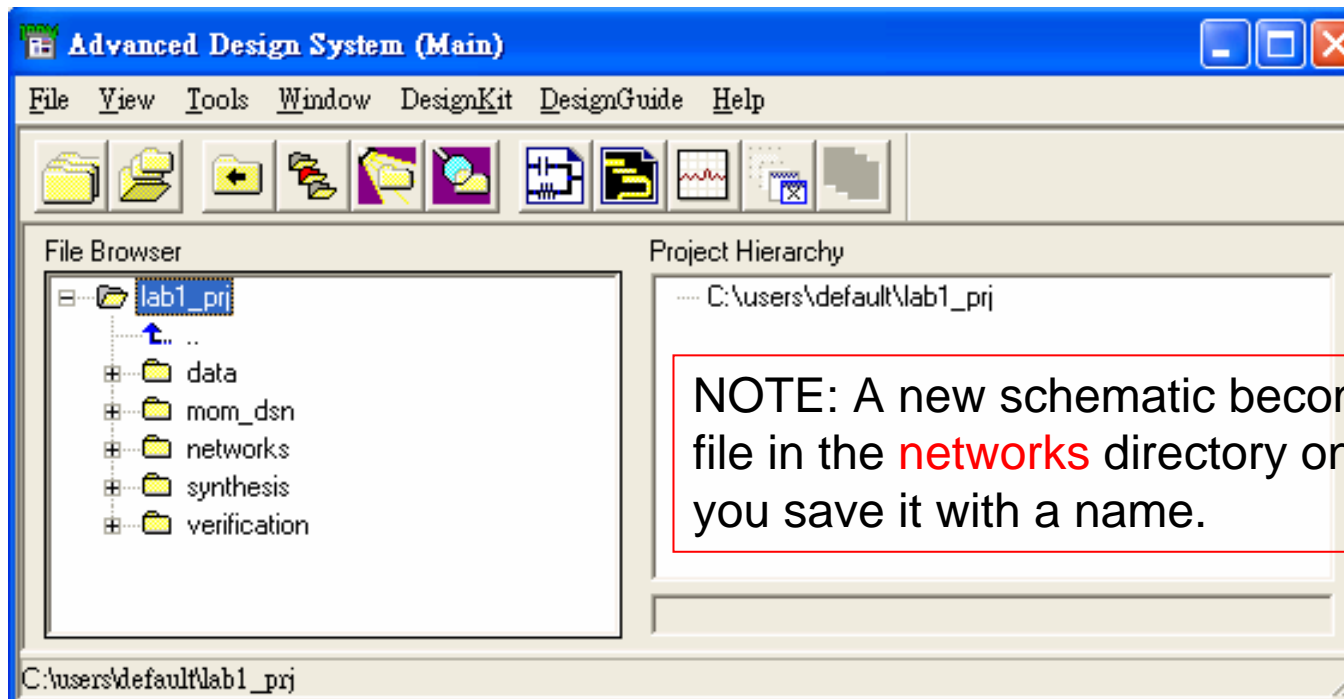 Advanced Design System (Main)
File View Tools Window DesignKit DesignGuide Help
File Browser
Project Hierarchy
lab1_prj
..
data
mom_dsn
networks
synthesis
verification
C:\users\default\lab1_prj
NOTE: A new schematic
file in the networks directory
you save it with a name.
C:\users\default\lab1_prj